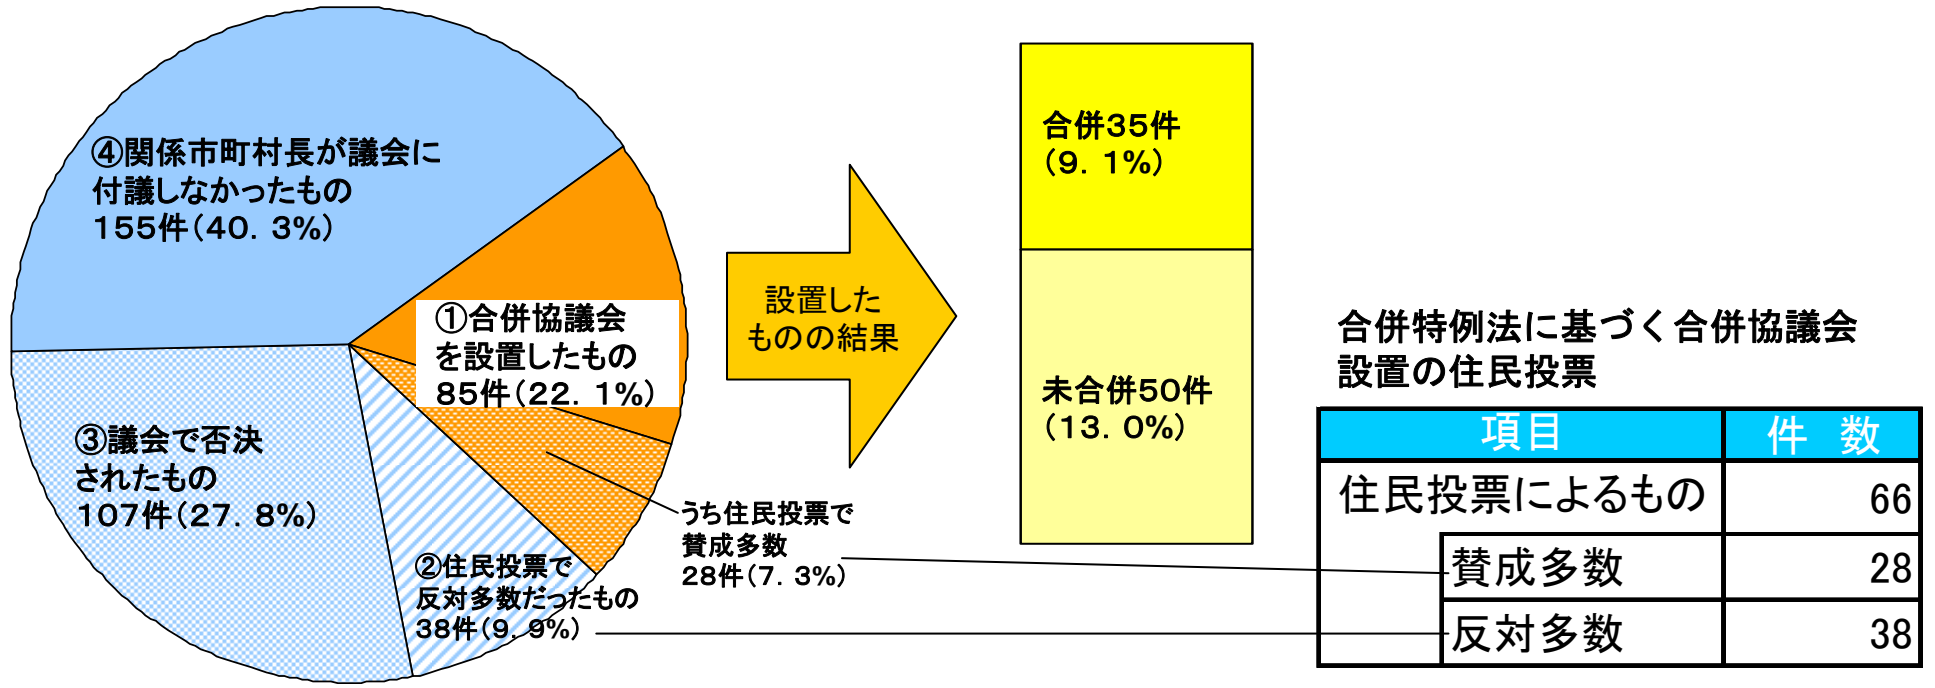 ④関係市町村長が議会に
付議しなかったもの
155件(40.3%)
①合併協議会
を設置したもの
85件(22.1%)
③議会で否決
されたもの
107件(27.8%)
②住民投票で
反対多数だったもの
38件(9.9%)
うち住民投票で
賛成多数
28件(7.3%)
設置した
ものの結果
合併35件
(9.1%)
未合併50件
(13.0%)
合併特例法に基づく合併協議会
設置の住民投票
項目 件 数
住民投票によるもの 66
賛成多数 28
反対多数 38